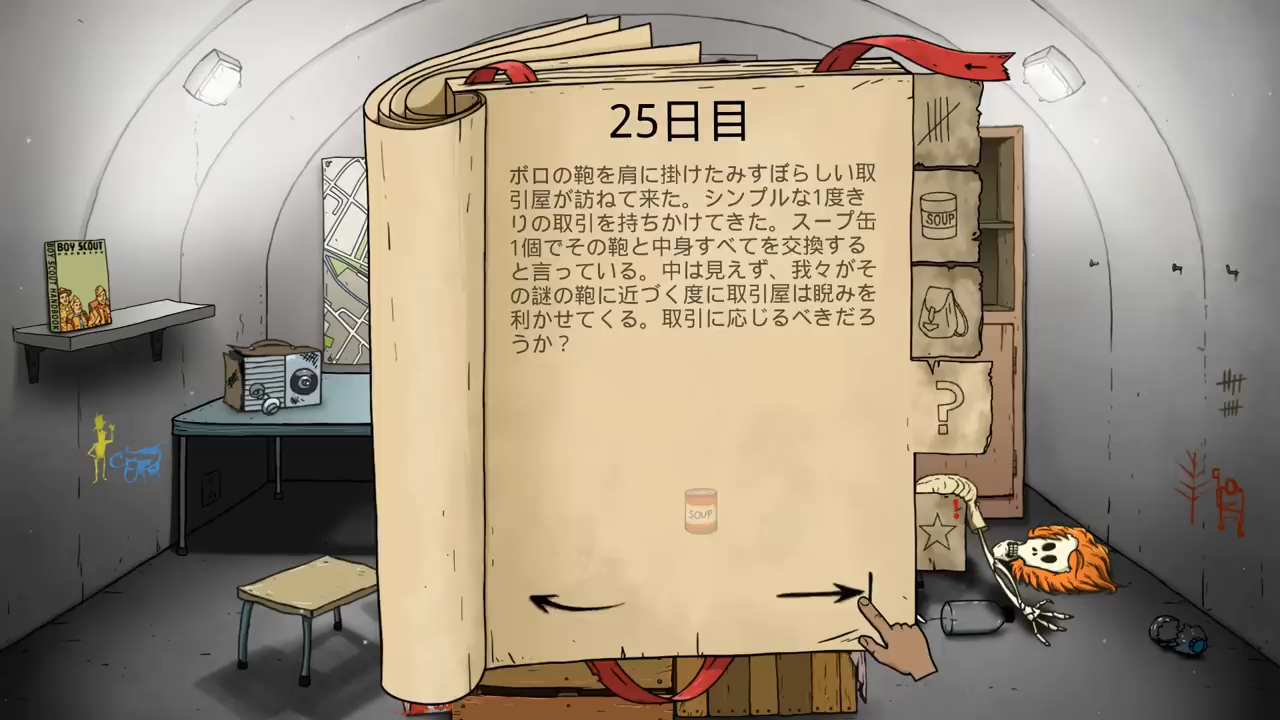 25日目
ボロの鞄を肩に掛けたみすぼらしい取
引屋が訪ねて来た。シンプルな1度き
りの取引を持ちかけてきた。スープ缶
1個でその鞄と中身すべてを交換する
と言っている。中は見えず、我々がそ
の謎の鞄に近づく度に取引屋は睨みを
利かせてくる。取引に応じるべきだろ
うか？
SOUP
SOUP
?
!
BOY SCOUT
HANDBOOK
BOY SCOUT HANDBOOK